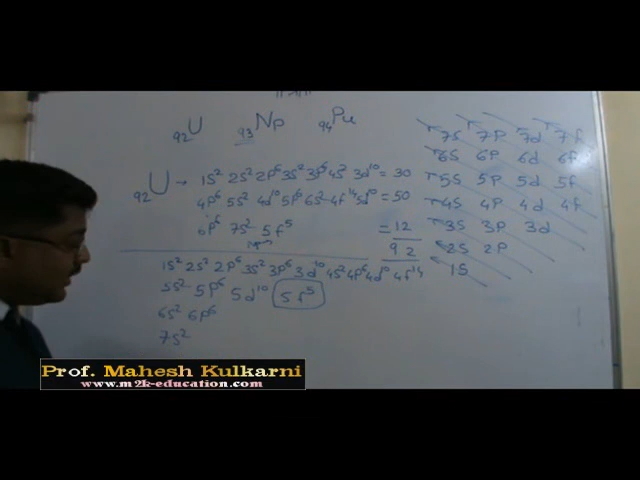 92U 93Np 94Pu
92U → 1S² 2S² 2P⁶ 3S² 3P⁶ 4S² 3d¹⁰ = 30
4P⁶ 5S² 4d¹⁰ 5P⁶ 6S² 4f¹⁴ 5d¹⁰ = 50
6P⁶ 7S² 5f⁵ = 12
92
1S² 2S² 2P⁶ 3S² 3P⁶ 3d¹⁰ 4S² 4P⁶ 4d¹⁰ 4f¹⁴
5S² 5P⁶ 5d¹⁰ 5f⁵
6S² 6P⁶
7S²
7S 7P 7d 7f
6S 6P 6d 6f
5S 5P 5d 5f
4S 4P 4d 4f
3S 3P 3d
2S 2P
1S
Prof. Mahesh Kulkarni
www.m2k-education.com